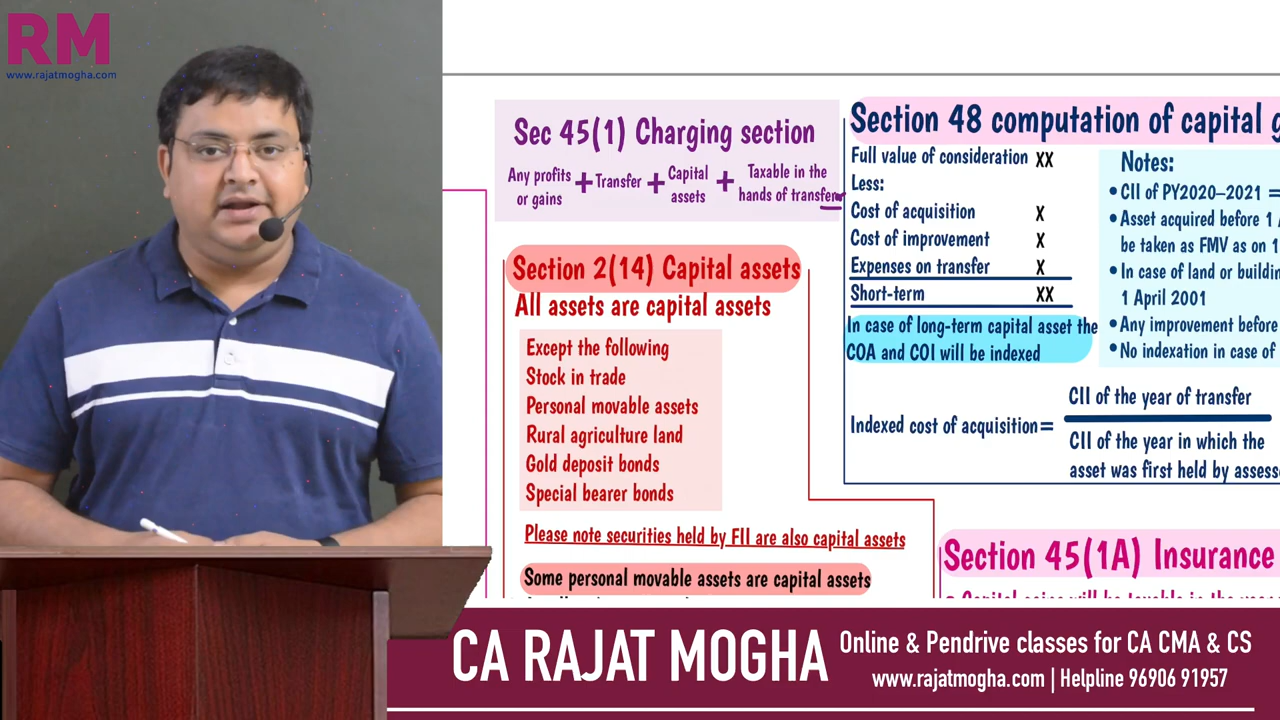 RM
www.rajatmogha.com
Sec 45(1) Charging section
Any profits or gains + Transfer + Capital assets + Taxable in the hands of transferor
Section 2(14) Capital assets
All assets are capital assets
Except the following
Stock in trade
Personal movable assets
Rural agriculture land
Gold deposit bonds
Special bearer bonds
Please note securities held by FII are also capital assets
Some personal movable assets are capital assets
Section 48 computation of capital
Full value of consideration XX
Less:
Cost of acquisition X
Cost of improvement X
Expenses on transfer X
Short-term XX
In case of long-term capital asset the
COA and COI will be indexed
Notes:
• CII of PY2020–2021 =
• Asset acquired before 1
be taken as FMV as on 1
• In case of land or buildin
1 April 2001
• Any improvement before
• No indexation in case of
Indexed cost of acquisition =
CII of the year of transfer
CII of the year in which the
asset was first held by assess
Section 45(1A) Insurance
CA RAJAT MOGHA
Online & Pendrive classes for CA CMA & CS
www.rajatmogha.com | Helpline 96906 91957